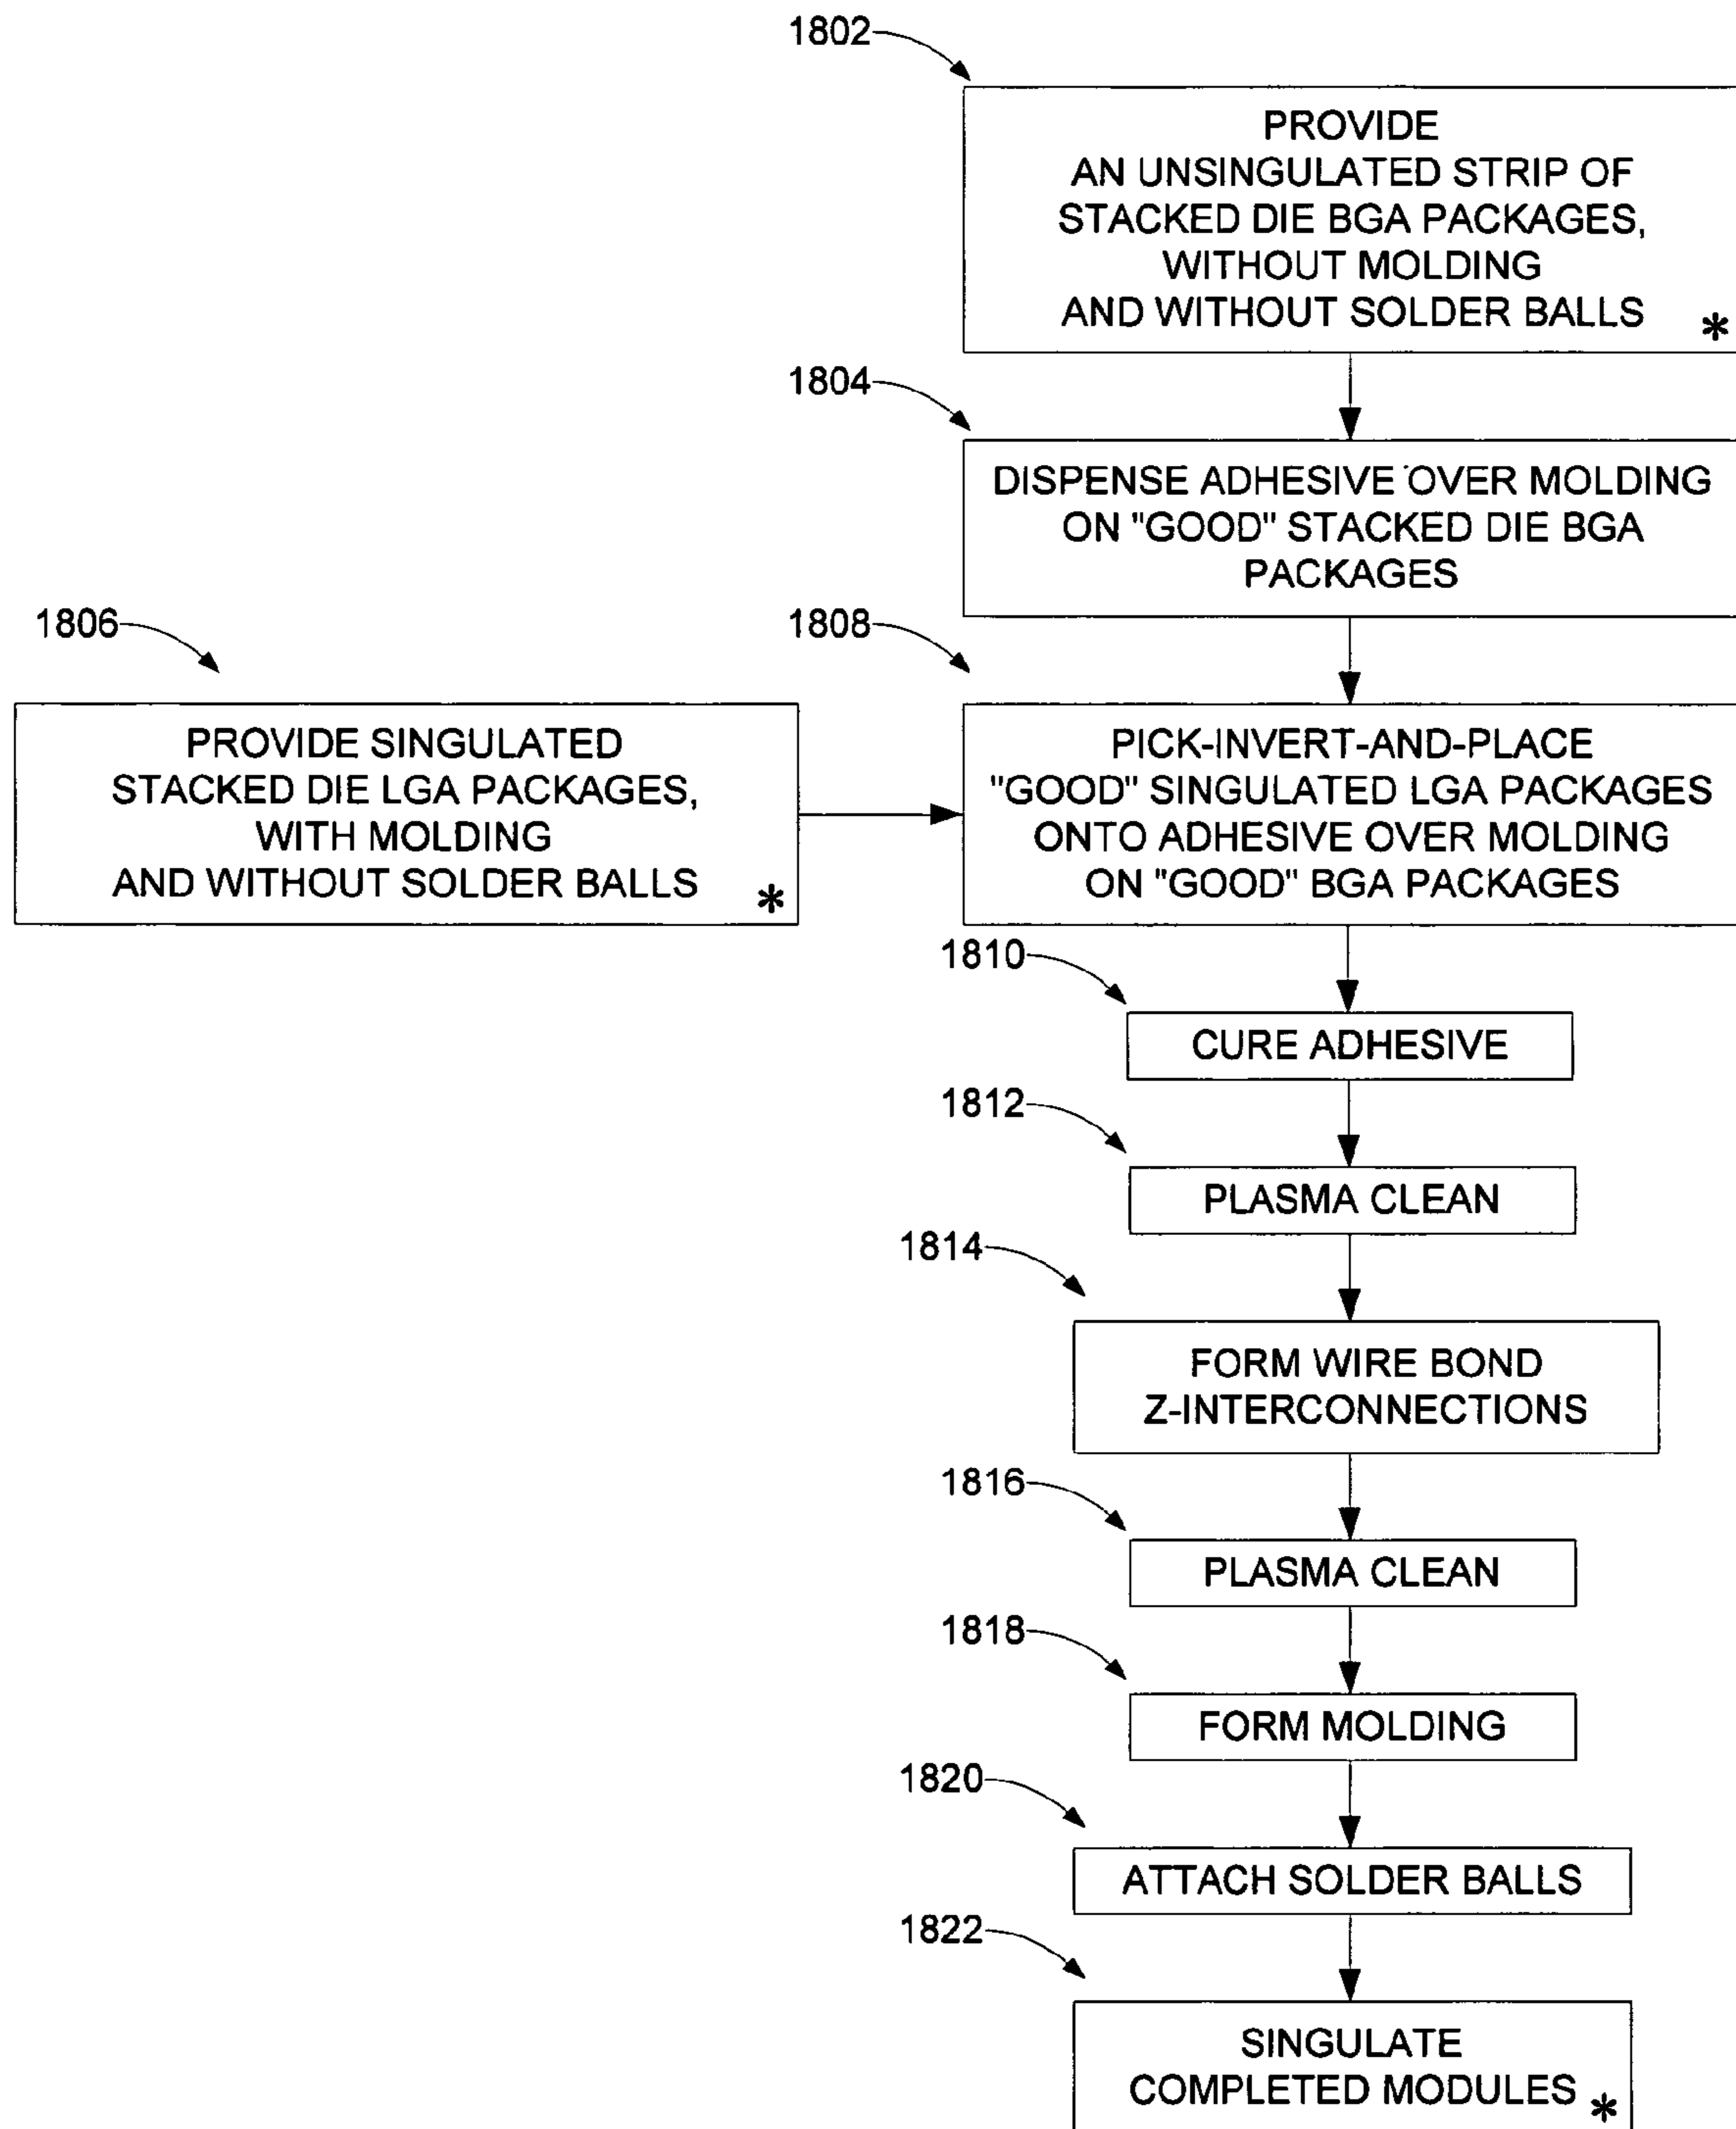 1802
PROVIDE
AN UNSINGULATED STRIP OF
STACKED DIE BGA PACKAGES,
WITHOUT MOLDING
AND WITHOUT SOLDER BALLS *
1804
DISPENSE ADHESIVE OVER MOLDING
ON "GOOD" STACKED DIE BGA
PACKAGES
1806
PROVIDE SINGULATED
STACKED DIE LGA PACKAGES,
WITH MOLDING
AND WITHOUT SOLDER BALLS *
1808
PICK-INVERT-AND-PLACE
"GOOD" SINGULATED LGA PACKAGES
ONTO ADHESIVE OVER MOLDING
ON "GOOD" BGA PACKAGES
1810
CURE ADHESIVE
1812
PLASMA CLEAN
1814
FORM WIRE BOND
Z-INTERCONNECTIONS
1816
PLASMA CLEAN
1818
FORM MOLDING
1820
ATTACH SOLDER BALLS
1822
SINGULATE
COMPLETED MODULES *